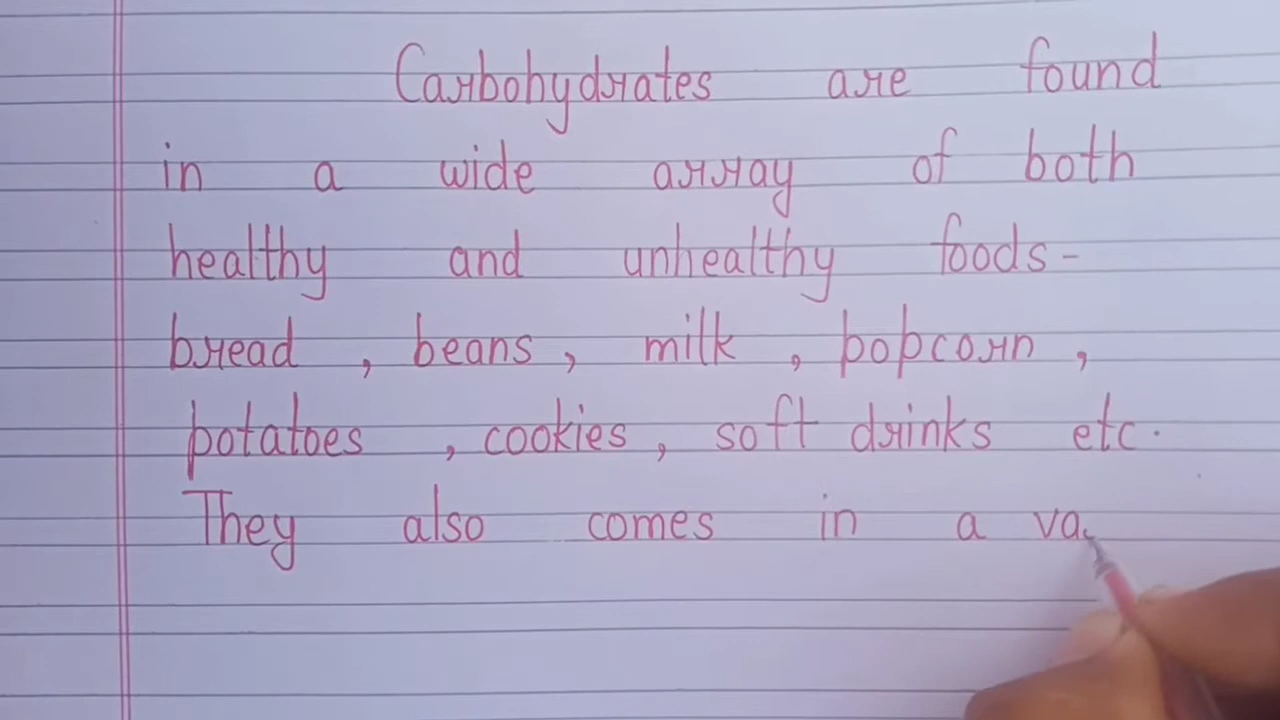 Carbohydrates are found
in a wide array of both
healthy and unhealthy foods-
bread , beans , milk , popcorn ,
potatoes , cookies , soft drinks etc.
They also comes in a va